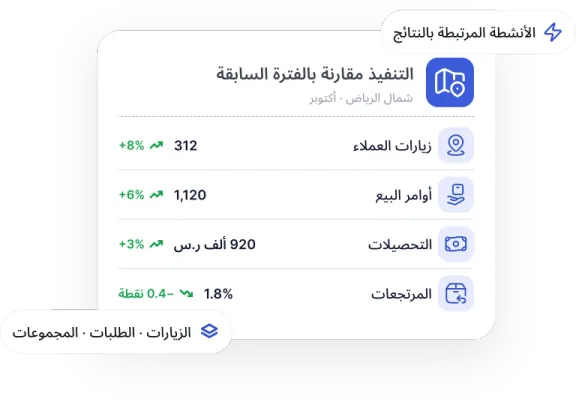 الأنشطة المرتبطة بالنتائج
التنفيذ مقارنة بالفترة السابقة
شمال الرياض · أكتوبر
زيارات العملاء 312 +8%
أوامر البيع 1,120 +6%
التحصيلات 920 ألف ر.س +3%
المرتجعات 1.8% −0.4 نقطة
الزيارات · الطلبات · المجموعات